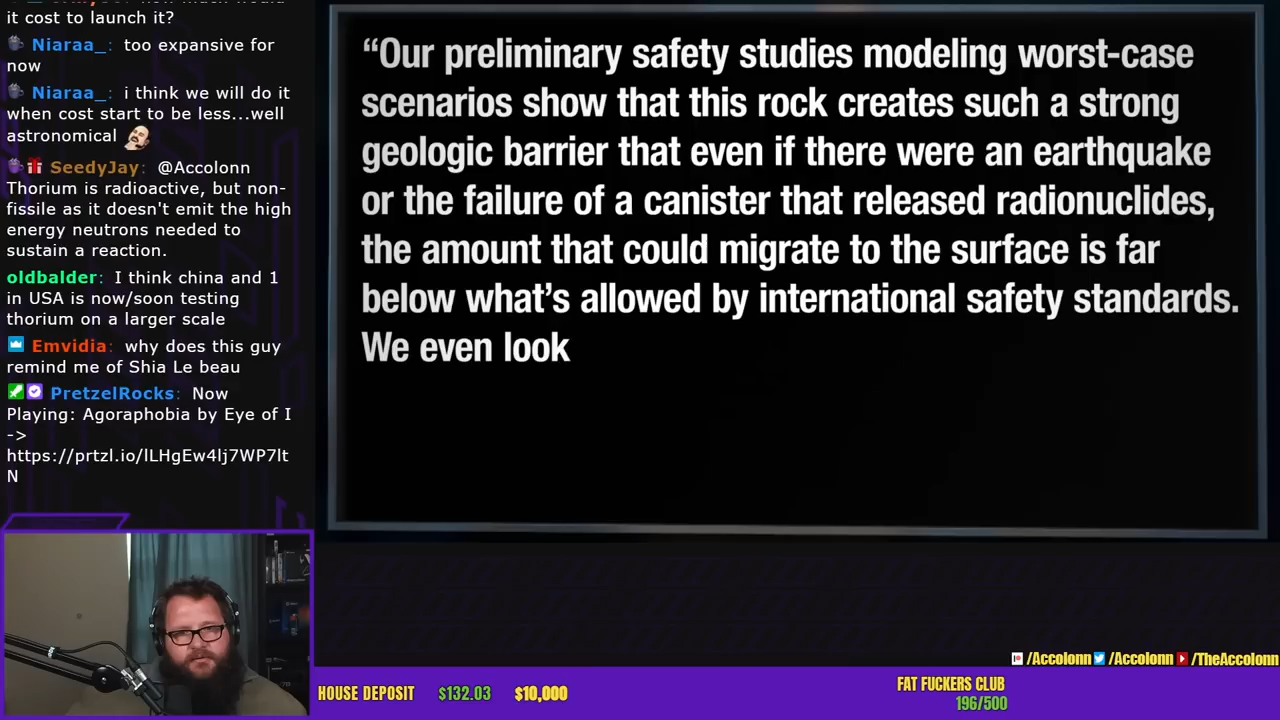 it cost to launch it?
Niaraa_: too expansive for
now
Niaraa_: i think we will do it
when cost start to be less...well
astronomical
SeedyJay: @Accolonn
Thorium is radioactive, but non-
fissile as it doesn't emit the high
energy neutrons needed to
sustain a reaction.
oldbalder: I think china and 1
in USA is now/soon testing
thorium on a larger scale
Emvidia: why does this guy
remind me of Shia Le beau
PretzelRocks: Now
Playing: Agoraphobia by Eye of I
->
https://prtzl.io/lLHgEw4lj7WP7lt
N
“Our preliminary safety studies modeling worst-case
scenarios show that this rock creates such a strong
geologic barrier that even if there were an earthquake
or the failure of a canister that released radionuclides,
the amount that could migrate to the surface is far
below what’s allowed by international safety standards.
We even look
/Accolonn /Accolonn /TheAccolonn
HOUSE DEPOSIT $132.03 $10,000
FAT FUCKERS CLUB
196/500